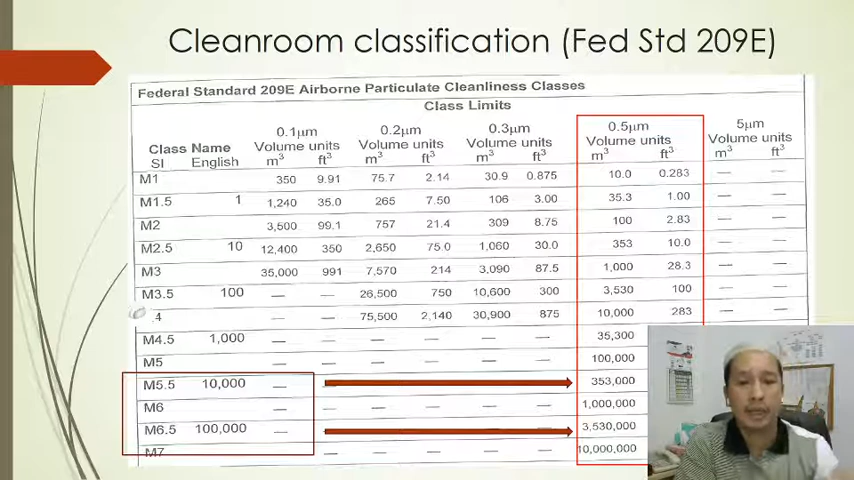 Cleanroom classification (Fed Std 209E)
Federal Standard 209E Airborne Particulate Cleanliness Classes
Class Limits
0.1μm 0.2μm 0.3μm 0.5μm 5μm
Class Name Volume units Volume units Volume units Volume units Volume units
SI English m³ ft³ m³ ft³ m³ ft³ m³ ft³ m³ ft³
M1 350 9.91 75.7 2.14 30.9 0.875 10.0 0.283 — —
M1.5 1 1,240 35.0 265 7.50 106 3.00 35.3 1.00 — —
M2 3,500 99.1 757 21.4 309 8.75 100 2.83 — —
M2.5 10 12,400 350 2,650 75.0 1,060 30.0 353 10.0 — —
M3 35,000 991 7,570 214 3,090 87.5 1,000 28.3 — —
M3.5 100 — — 26,500 750 10,600 300 3,530 100 — —
.4 — — 75,500 2,140 30,900 875 10,000 283 — —
M4.5 1,000 — — — — — — 35,300
M5 — — — — — — 100,000
M5.5 10,000 — 353,000
M6 — — — — — — 1,000,000
M6.5 100,000 — 3,530,000
M7 — — — — — 10,000,000